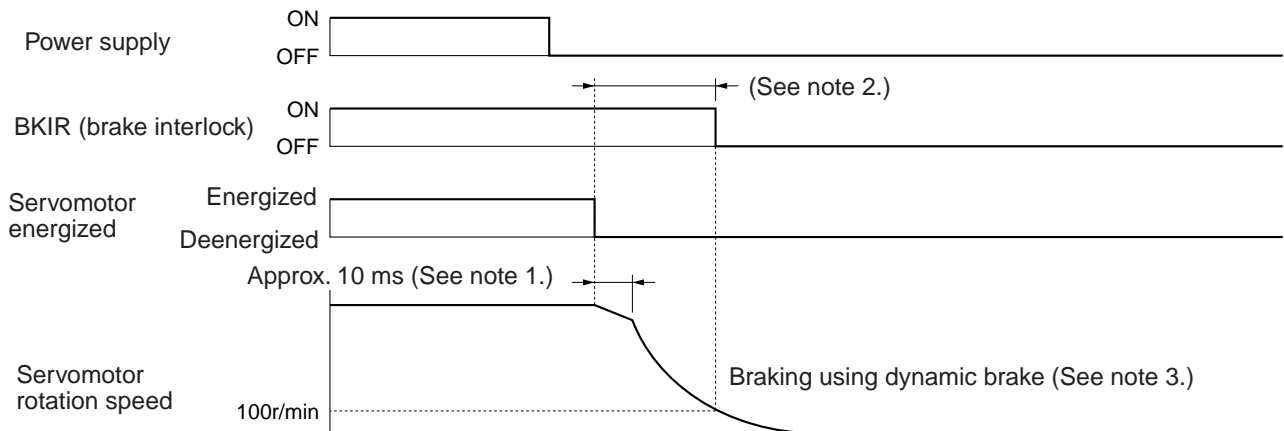 ON
Power supply
OFF
(See note 2.)
ON
BKIR (brake interlock)
OFF
Servomotor
energized
Energized
Deenergized
Approx. 10 ms (See note 1.)
Servomotor
rotation speed
Braking using dynamic brake (See note 3.)
100r/min